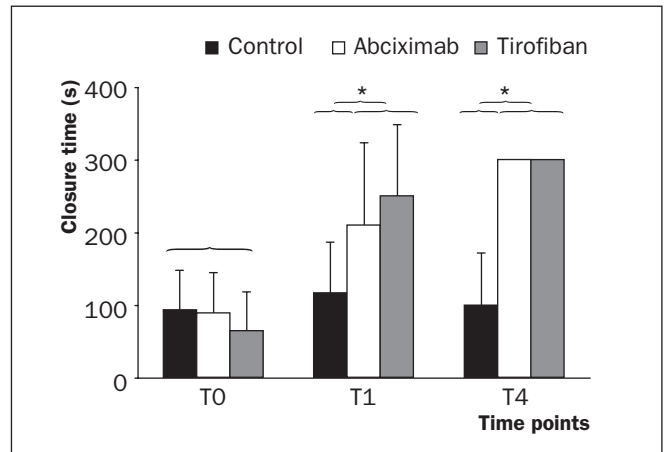 Control Abciximab Tirofiban
Closure time (s)
400
300
200
100
0
* *
T0 T1 T4
Time points